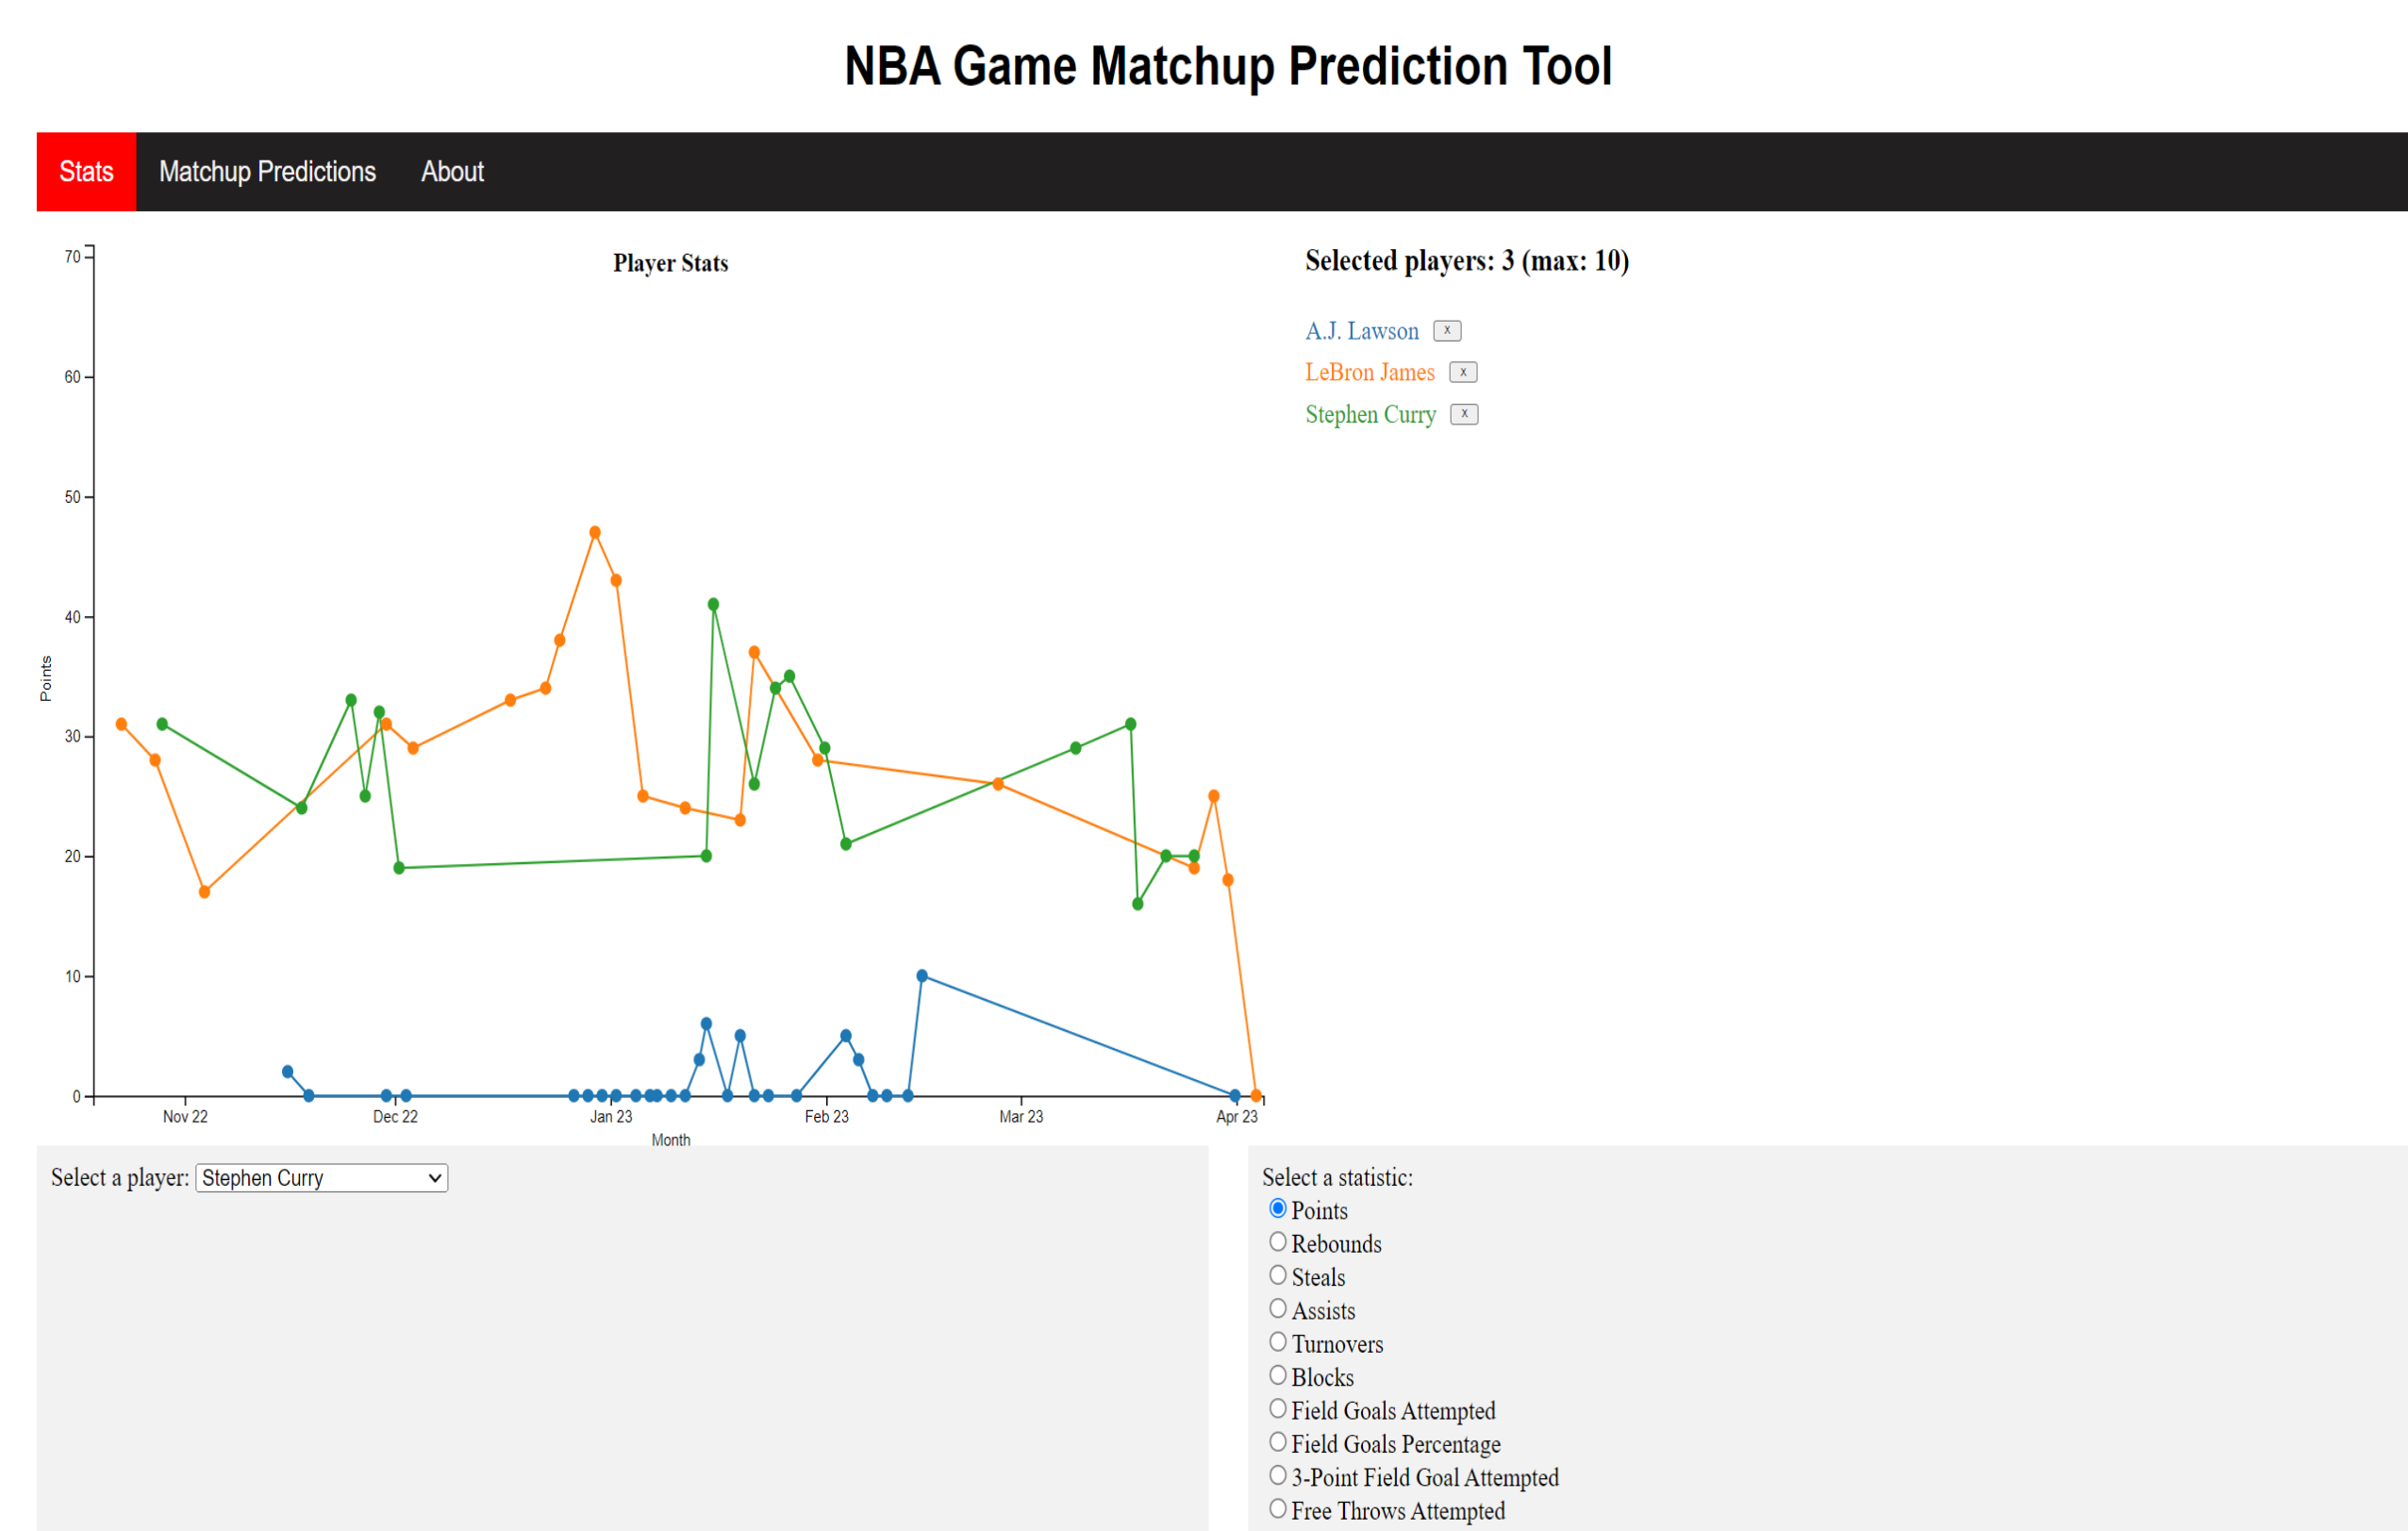 NBA Game Matchup Prediction Tool
Stats Matchup Predictions About
Player Stats
70
60
50
40
30
20
10
0
Points
Nov 22 Dec 22 Jan 23 Feb 23 Mar 23 Apr 23
Month
Selected players: 3 (max: 10)
A.J. Lawson x
LeBron James x
Stephen Curry x
Select a player: Stephen Curry
Select a statistic:
Points
Rebounds
Steals
Assists
Turnovers
Blocks
Field Goals Attempted
Field Goals Percentage
3-Point Field Goal Attempted
Free Throws Attempted